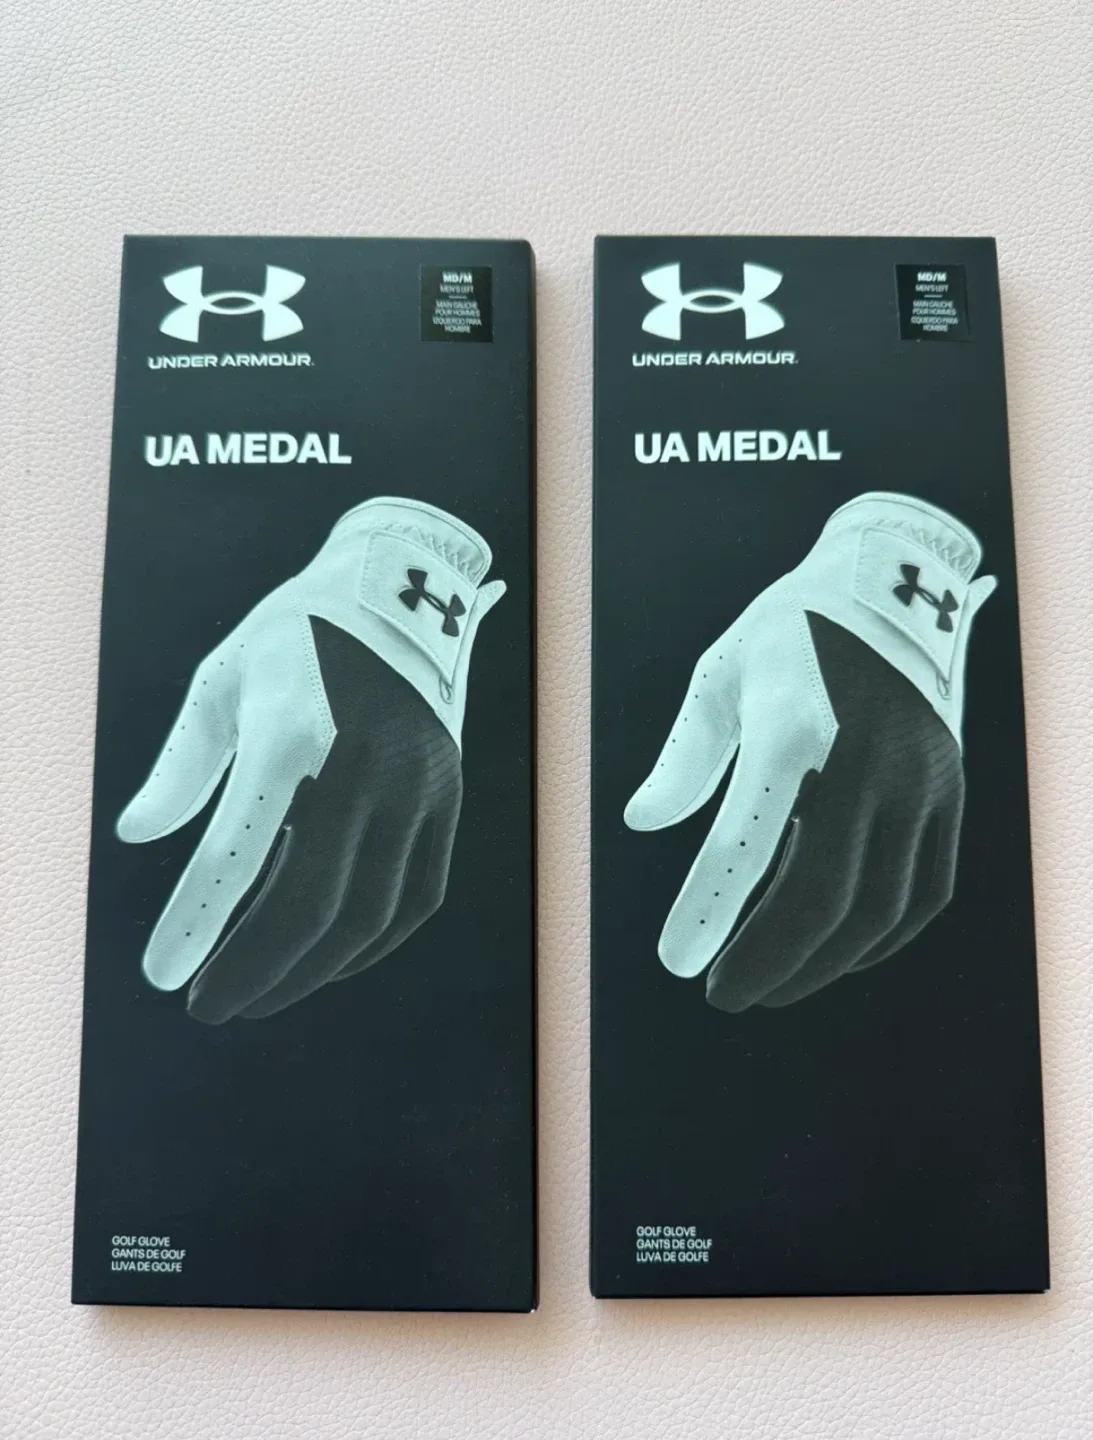 UNDER ARMOUR
MD/M
MEN'S LEFT
MAIN GAUCHE
POUR HOMMES
IZQUIERDO PARA
HOMBRE
UA MEDAL
GOLF GLOVE
GANTS DE GOLF
LUVA DE GOLFE
UNDER ARMOUR
MD/M
MEN'S LEFT
MAIN GAUCHE
POUR HOMMES
IZQUIERDO PARA
HOMBRE
UA MEDAL
GOLF GLOVE
GANTS DE GOLF
LUVA DE GOLFE